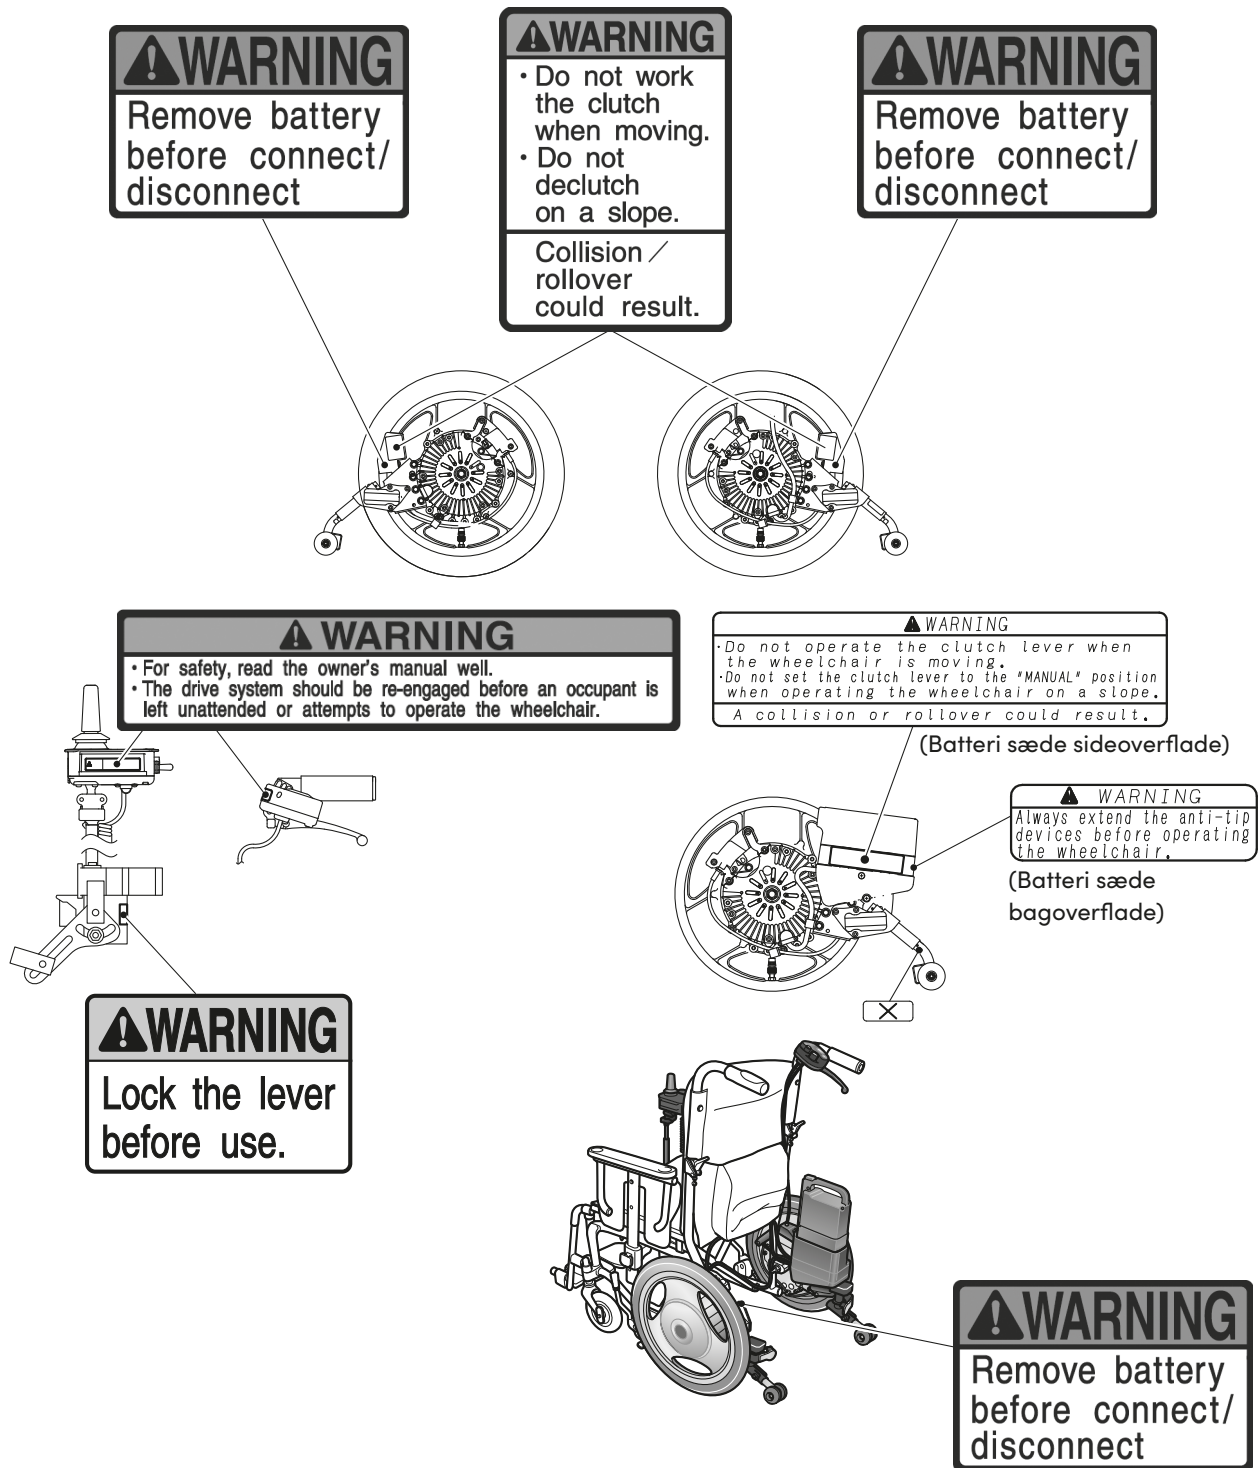 WARNING
Remove battery
before connect/
disconnect
WARNING
・Do not work
the clutch
when moving.
・Do not
declutch
on a slope.
Collision／
rollover
could result.
WARNING
Remove battery
before connect/
disconnect
WARNING
・For safety, read the owner's manual well.
・The drive system should be re-engaged before an occupant is
left unattended or attempts to operate the wheelchair.
WARNING
·Do not operate the clutch lever when
the wheelchair is moving.
·Do not set the clutch lever to the "MANUAL" position
when operating the wheelchair on a slope.
A collision or rollover could result.
(Batteri sæde sideoverflade)
WARNING
Always extend the anti-tip
devices before operating
the wheelchair.
(Batteri sæde
bagoverflade)
WARNING
Lock the lever
before use.
WARNING
Remove battery
before connect/
disconnect